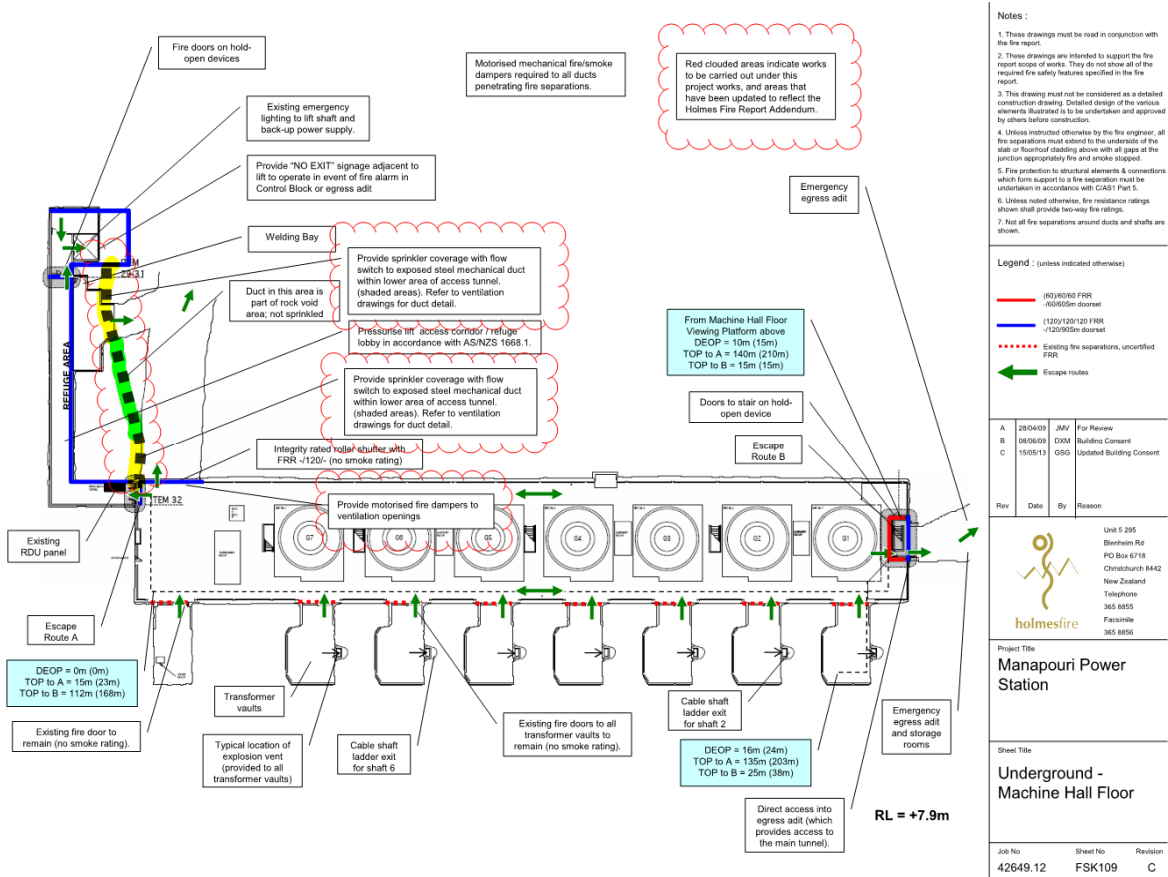 Fire doors on hold-
open devices
Existing emergency
lighting to lift shaft and
back-up power supply.
Provide "NO EXIT" signage adjacent to
lift to operate in event of fire alarm in
Control Block or egress adit
Welding Bay
Duct in this area is
part of rock void
area; not sprinkled
Motorised mechanical fire/smoke
dampers required to all ducts
penetrating fire separations.
Red clouded areas indicate works
to be carried out under this
project works, and areas that
have been updated to reflect the
Holmes Fire Report Addendum.
Emergency
egress adit
Provide sprinkler coverage with flow
switch to exposed steel mechanical duct
within lower area of access tunnel.
(shaded areas). Refer to ventilation
drawings for duct detail.
Pressurise lift access corridor / refuge
lobby in accordance with AS/NZS 1668.1.
Provide sprinkler coverage with flow
switch to exposed steel mechanical duct
within lower area of access tunnel.
(shaded areas). Refer to ventilation
drawings for duct detail.
Integrity rated roller shutter with
FRR -/120/- (no smoke rating)
Provide motorised fire dampers to
ventilation openings
From Machine Hall Floor
Viewing Platform above
DEOP = 10m (15m)
TOP to A = 140m (210m)
TOP to B = 15m (15m)
Doors to stair on hold-
open device
Escape
Route B
REFUGE AREA
29-31
ITEM 32
G7
G6
G5
G4
G3
G2
G1
Existing
RDU panel
Escape
Route A
DEOP = 0m (0m)
TOP to A = 15m (23m)
TOP to B = 112m (168m)
Existing fire door to
remain (no smoke rating).
Transformer
vaults
Typical location of
explosion vent
(provided to all
transformer vaults)
Cable shaft
ladder exit
for shaft 6
Existing fire doors to all
transformer vaults to
remain (no smoke rating).
Cable shaft
ladder exit
for shaft 2
DEOP = 16m (24m)
TOP to A = 135m (203m)
TOP to B = 25m (38m)
Direct access into
egress adit (which
provides access to
the main tunnel).
Emergency
egress adit
and storage
rooms
RL = +7.9m
Notes :
1. These drawings must be read in conjunction with
the fire report.
2. These drawings are intended to support the fire
report scope of works. They do not show all of the
required fire safety features specified in the fire
report.
3. This drawing must not be considered as a detailed
construction drawing. Detailed design of the various
elements illustrated is to be undertaken and approved
by others before construction.
4. Unless instructed otherwise by the fire engineer, all
fire separations must extend to the underside of the
slab or floor/roof cladding above with all gaps at the
junction appropriately fire and smoke stopped.
5. Fire protection to structural elements & connections
which form support to a fire separation must be
undertaken in accordance with C/AS1 Part 5.
6. Unless noted otherwise, fire resistance ratings
shown shall provide two-way fire ratings.
7. Not all fire separations around ducts and shafts are
shown.
Legend : (unless indicated otherwise)
(60)/60/60 FRR
-/60/60Sm doorset
(120)/120/120 FRR
-/120/90Sm doorset
Existing fire separations, uncertified
FRR
Escape routes
A 28/04/09 JMV For Review
B 08/06/09 DXM Building Consent
C 15/05/13 GSG Updated Building Consent
Rev Date By Reason
holmesfire
Unit 5 295
Blenheim Rd
PO Box 6718
Christchurch 8442
New Zealand
Telephone
365 8855
Facsimile
365 8856
Project Title
Manapouri Power
Station
Sheet Title
Underground -
Machine Hall Floor
Job No Sheet No Revision
42649.12 FSK109 C